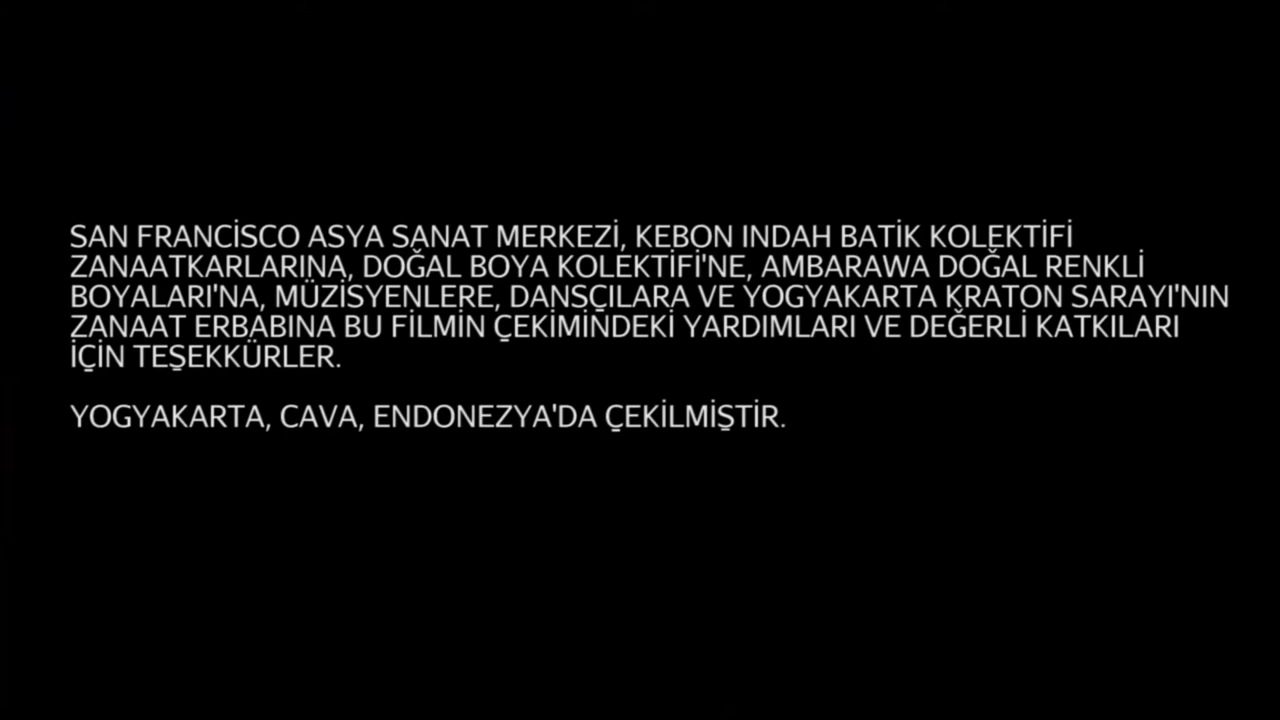 SAN FRANCİSCO ASYA SANAT MERKEZİ, KEBON INDAH BATİK KOLEKTİFİ
ZANAATKARLARINA, DOĞAL BOYA KOLEKTİFİ'NE, AMBARAWA DOĞAL RENKLİ
BOYALARI'NA, MÜZİSYENLERE, DANSÇILARA VE YOGYAKARTA KRATON SARAYI'NIN
ZANAAT ERBABINA BU FİLMİN ÇEKİMİNDEKİ YARDIMLARI VE DEĞERLİ KATKILARI
İÇİN TEŞEKKÜRLER.
YOGYAKARTA, CAVA, ENDONEZYA'DA ÇEKİLMİŞTİR.